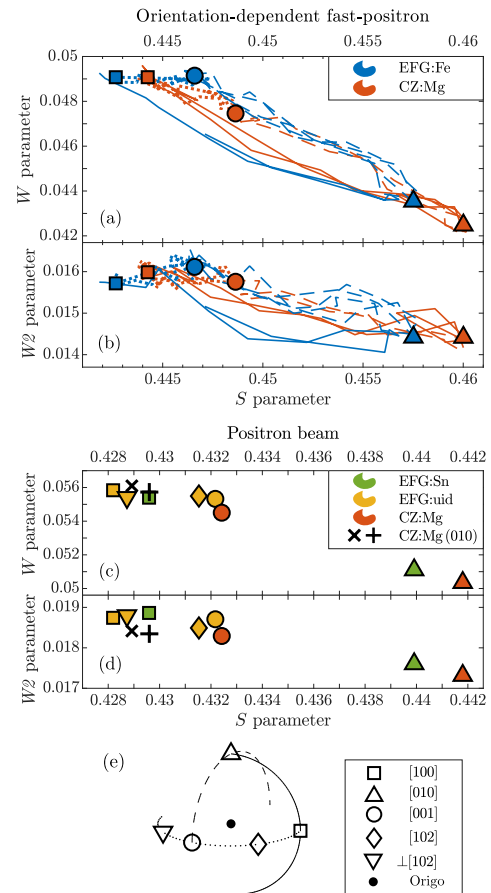 Orientation-dependent fast-positron
0.445 0.45 0.455 0.46
0.05
0.048
0.046
0.044
0.042
W parameter
EFG:Fe
CZ:Mg
(a)
0.016
0.015
0.014
W2 parameter
(b)
0.445 0.45 0.455 0.46
S parameter
Positron beam
0.428 0.43 0.432 0.434 0.436 0.438 0.44 0.442
0.056
0.054
0.052
0.05
W parameter
EFG:Sn
EFG:uid
CZ:Mg
CZ:Mg (010)
(c)
0.019
0.018
0.017
W2 parameter
(d)
0.428 0.43 0.432 0.434 0.436 0.438 0.44 0.442
S parameter
(e)
[100]
[010]
[001]
[102]
⊥[102]
Origo